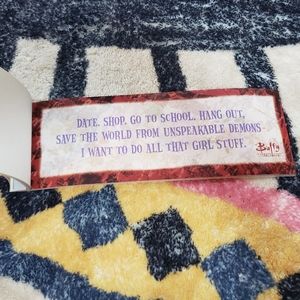 DATE. SHOP. GO TO SCHOOL. HANG OUT,
SAVE THE WORLD FROM UNSPEAKABLE DEMONS
I WANT TO DO ALL THAT GIRL STUFF.
Buffy